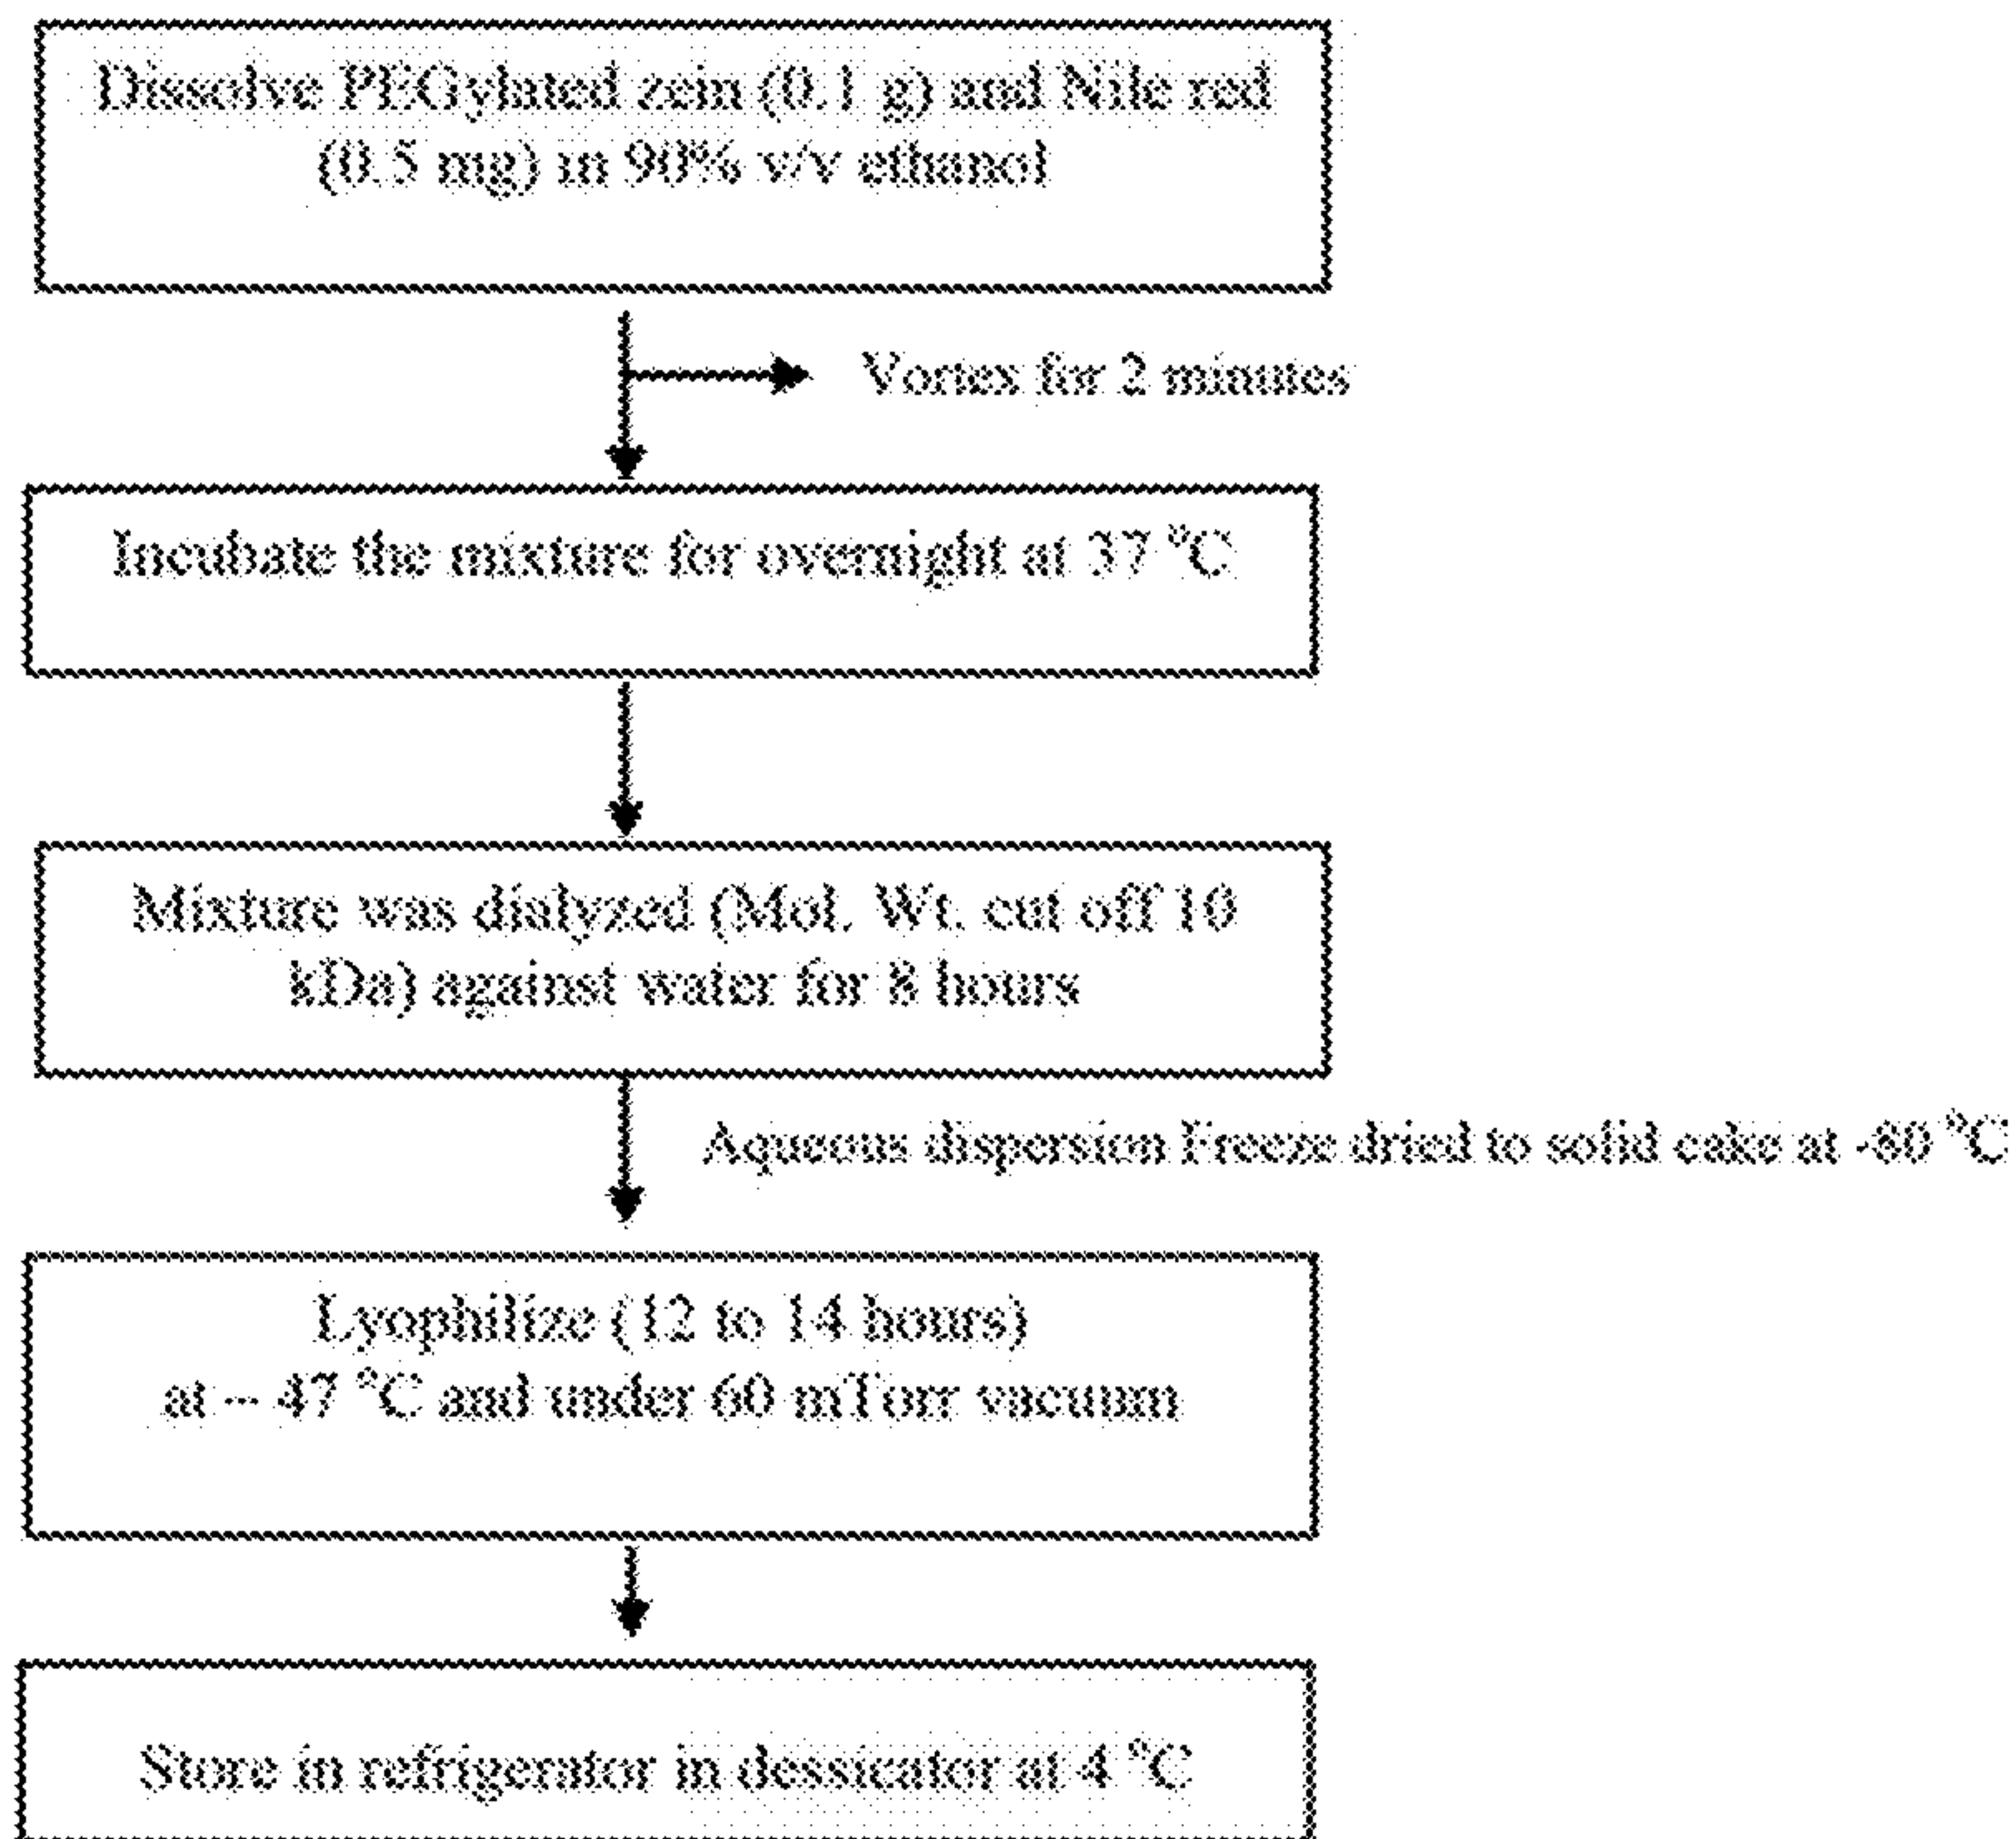 Dissolve PEGylated zein (0.1 g) and Nile red
(0.5 mg) in 90% v/v ethanol
Vortex for 2 minutes
Incubate the mixture for overnight at 37 °C
Mixture was dialyzed (Mol. Wt. cut off 10
kDa) against water for 8 hours
Aqueous dispersion Freeze dried to solid cake at -80 °C
Lyophilize (12 to 14 hours)
at – 47 °C and under 60 mTorr vacuum
Store in refrigerator in dessicator at 4 °C